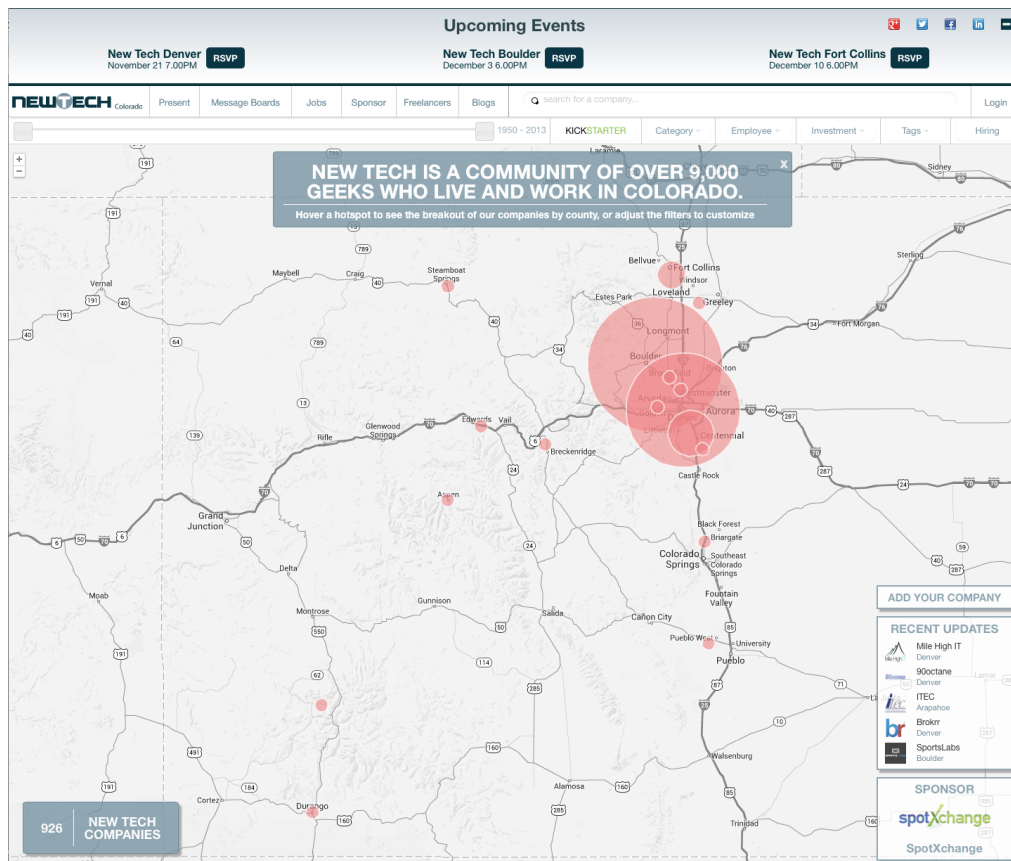 Upcoming Events
New Tech Denver
November 21 7.00PM
RSVP
New Tech Boulder
December 3 6.00PM
RSVP
New Tech Fort Collins
December 10 6.00PM
RSVP
NEWTECH Colorado
Present
Message Boards
Jobs
Sponsor
Freelancers
Blogs
search for a company...
Login
1950 - 2013
KICKSTARTER
Category
Employee
Investment
Tags
Hiring
+
−
NEW TECH IS A COMMUNITY OF OVER 9,000
GEEKS WHO LIVE AND WORK IN COLORADO.
Hover a hotspot to see the breakout of our companies by county, or adjust the filters to customize
x
Laramie
Sidney
Sterling
Vernal
Maybell
Craig
Steamboat
Springs
Bellvue
Fort Collins
Windsor
Loveland
Estes Park
Greeley
Fort Morgan
Longmont
Boulder
Aurora
Centennial
Castle Rock
Rifle
Glenwood
Springs
Edwards
Vail
Breckenridge
Aspen
Grand
Junction
Black Forest
Briargate
Colorado
Springs
Southeast
Colorado
Springs
Fountain
Valley
Delta
Moab
Montrose
Gunnison
Salida
Cañon City
Pueblo West
University
Pueblo
Lamar
Walsenburg
Alamosa
Cortez
Durango
Trinidad
ADD YOUR COMPANY
RECENT UPDATES
Mile High IT
Denver
90octane
Denver
ITEC
Arapahoe
Brokrr
Denver
SportsLabs
Boulder
SPONSOR
spotXchange
SpotXchange
926
NEW TECH
COMPANIES